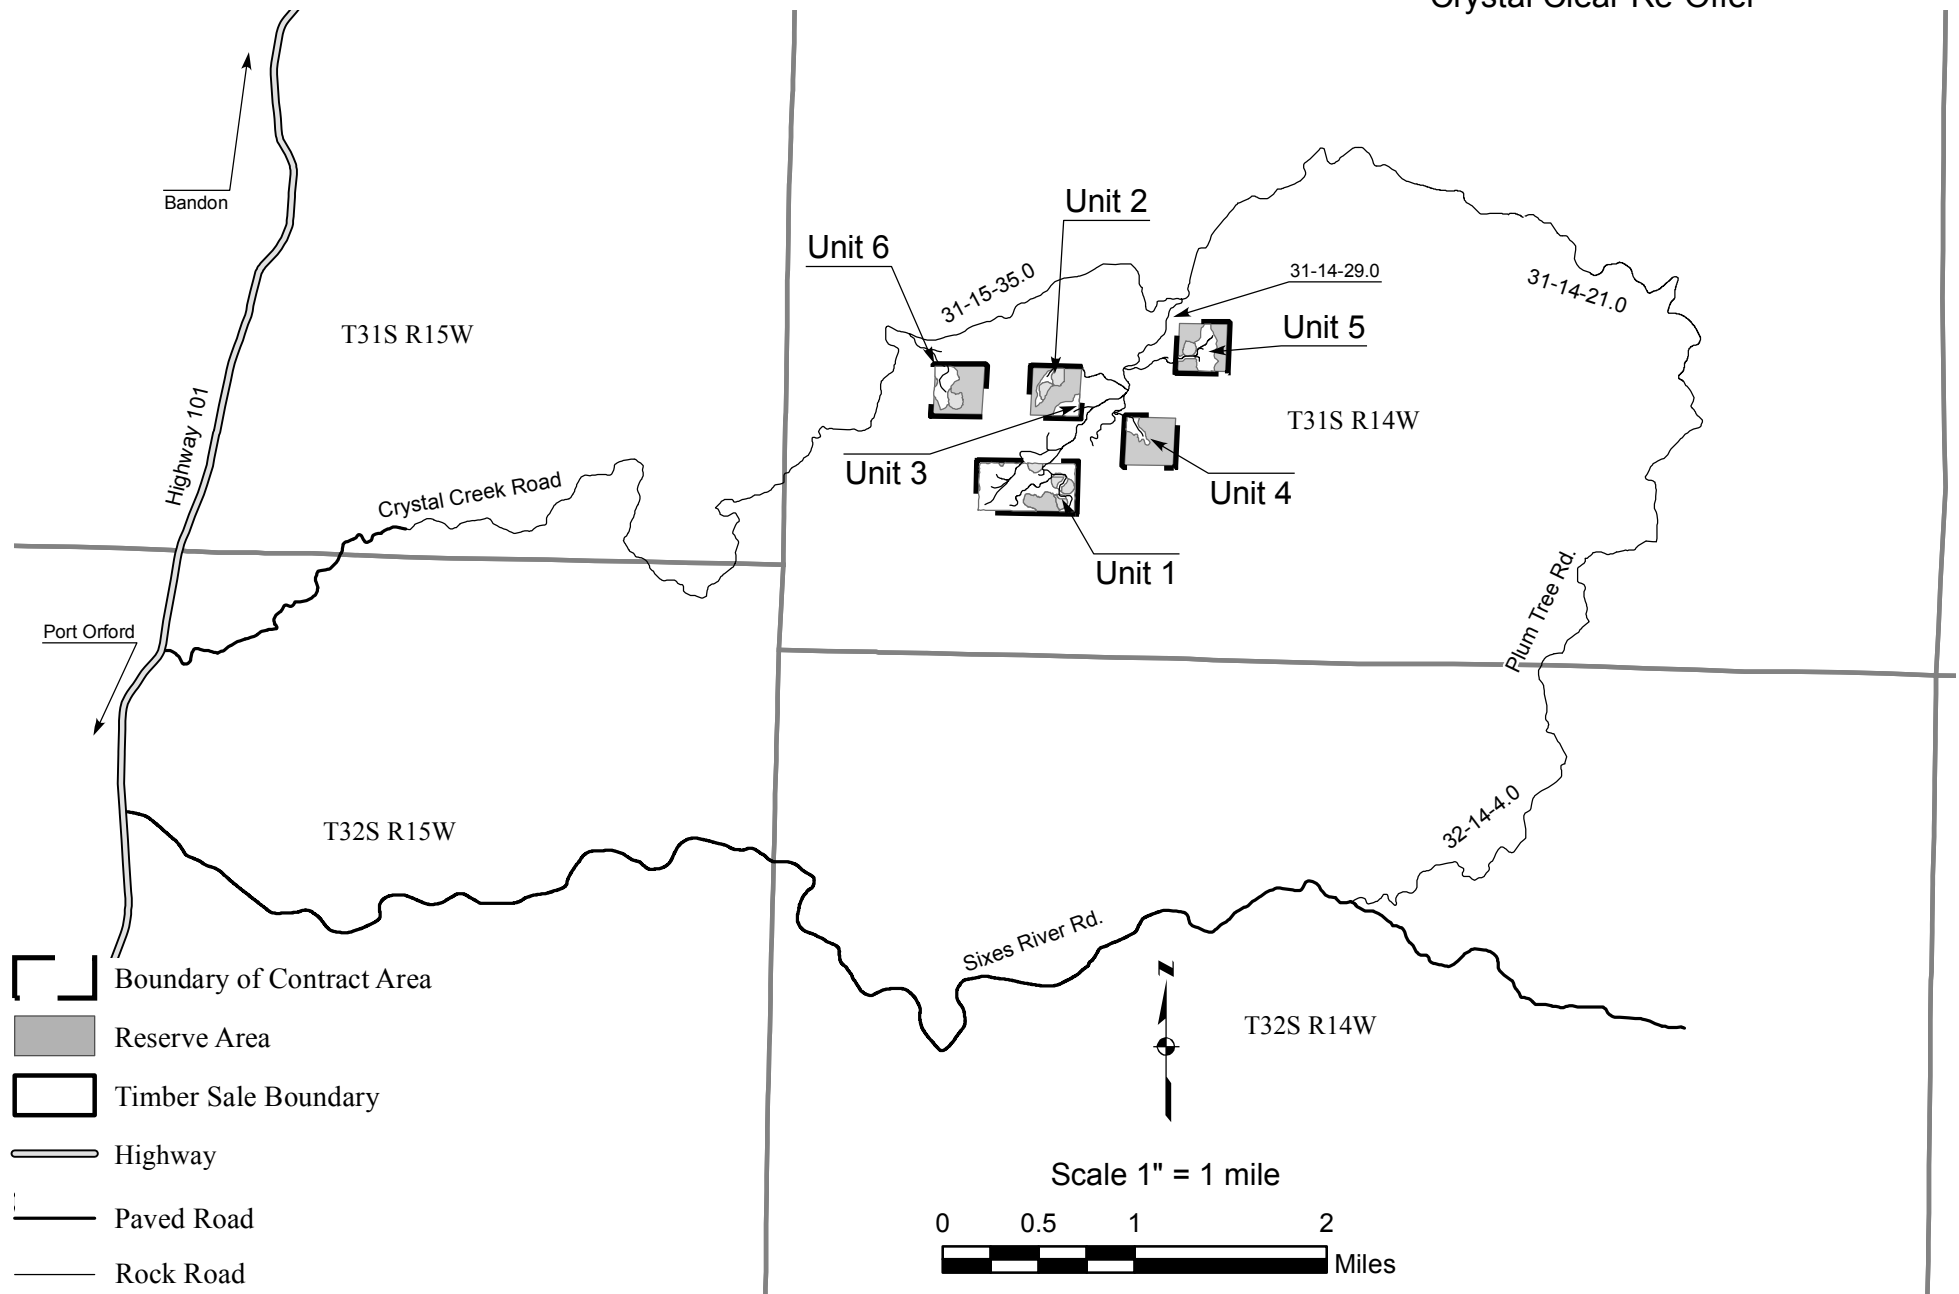 Crystal Clear Re-Offer
Bandon
Unit 2
Unit 6
31-15-35.0
31-14-29.0
31-14-21.0
Unit 5
T31S R15W
Highway 101
T31S R14W
Unit 3
Unit 4
Crystal Creek Road
Unit 1
Plum Tree Rd.
Port Orford
T32S R15W
32-14-4.0
Sixes River Rd.
T32S R14W
Z
Boundary of Contract Area
Reserve Area
Timber Sale Boundary
Highway
Paved Road
Rock Road
Scale 1" = 1 mile
0 0.5 1 2
Miles